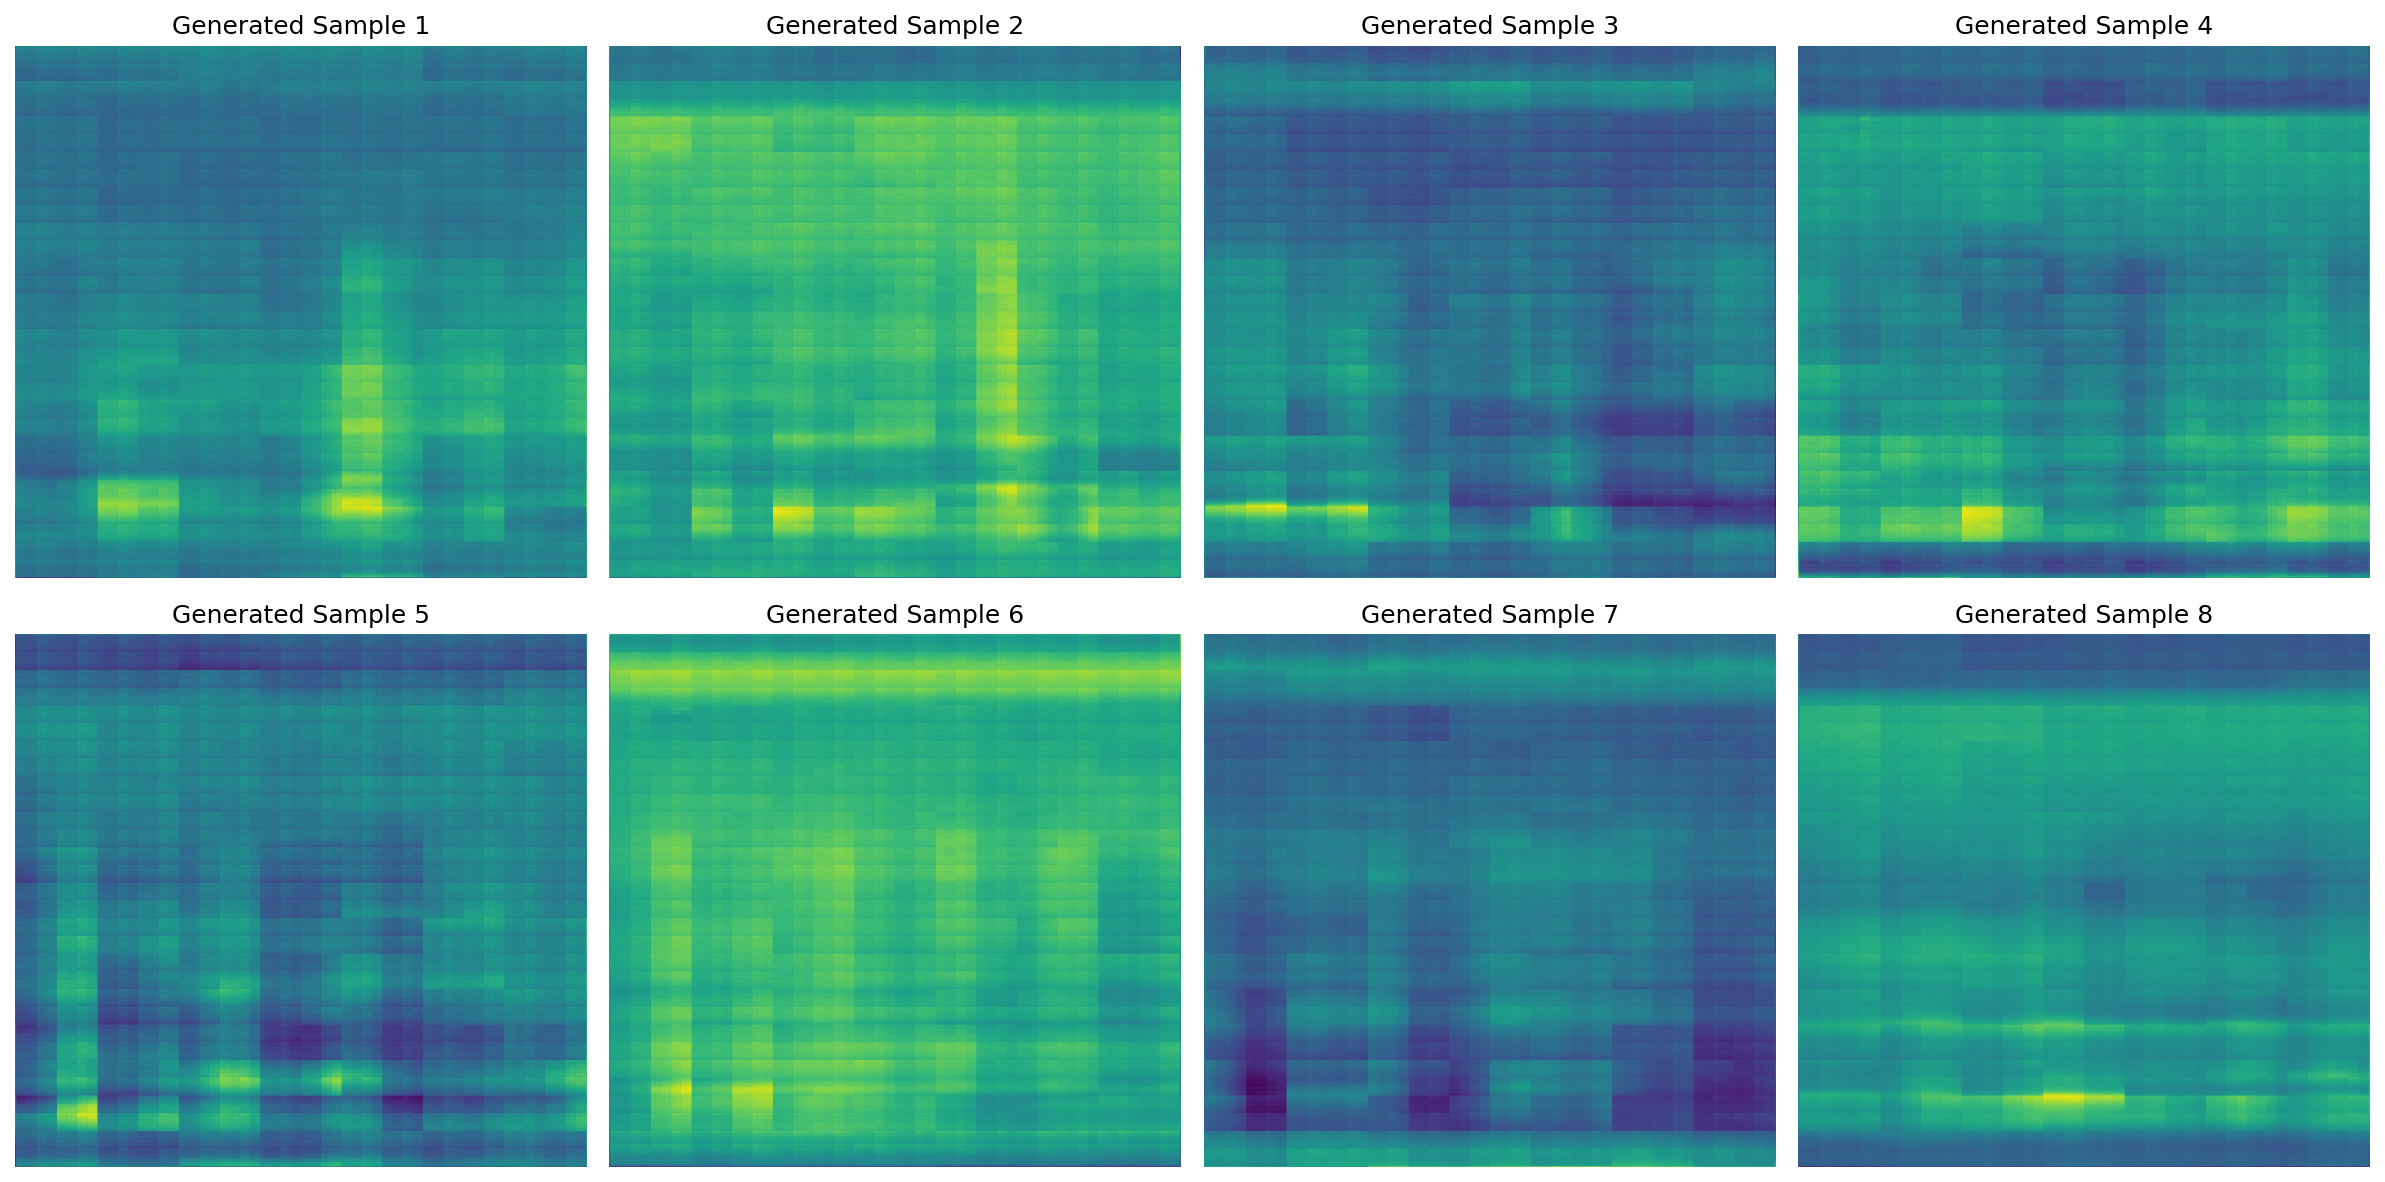 Generated Sample 1
Generated Sample 2
Generated Sample 3
Generated Sample 4
Generated Sample 5
Generated Sample 6
Generated Sample 7
Generated Sample 8